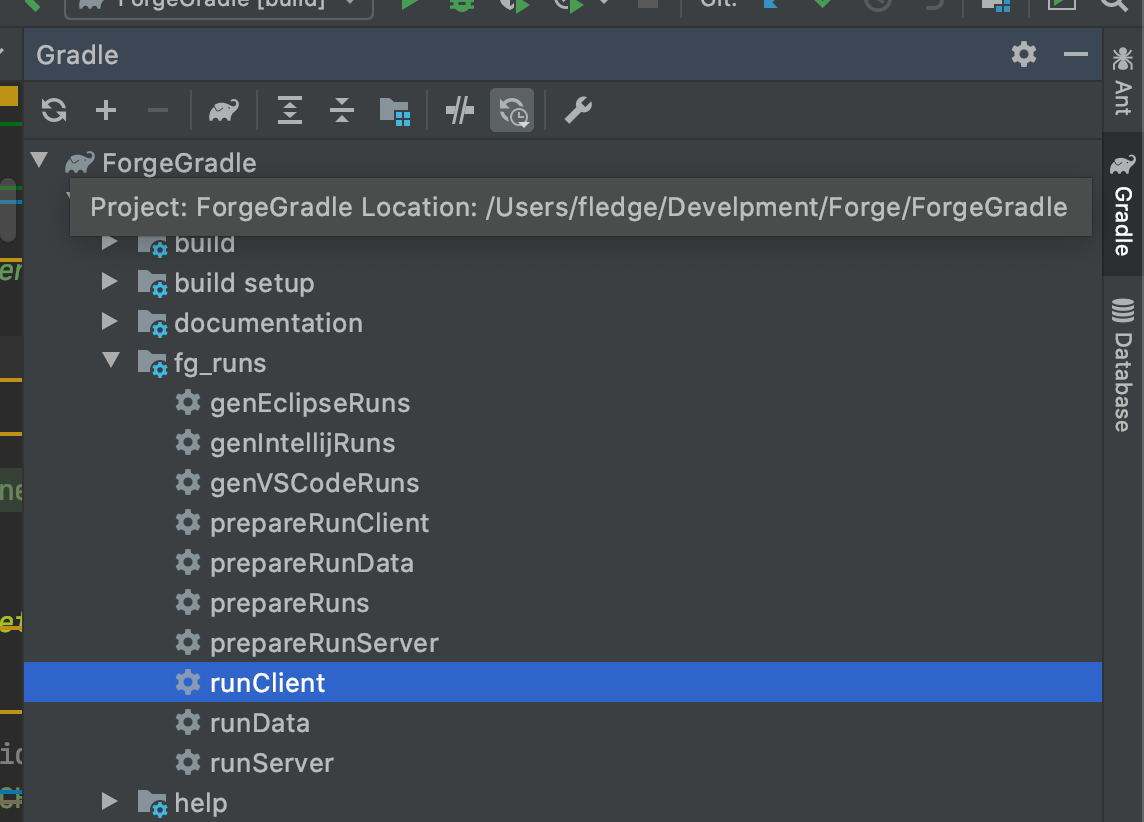 ForgeGradle [build]
Git:
Gradle
ForgeGradle
Project: ForgeGradle Location: /Users/fledge/Develpment/Forge/ForgeGradle
build
build setup
documentation
fg_runs
genEclipseRuns
genIntellijRuns
genVSCodeRuns
prepareRunClient
prepareRunData
prepareRuns
prepareRunServer
runClient
runData
runServer
help
Ant
Gradle
Database